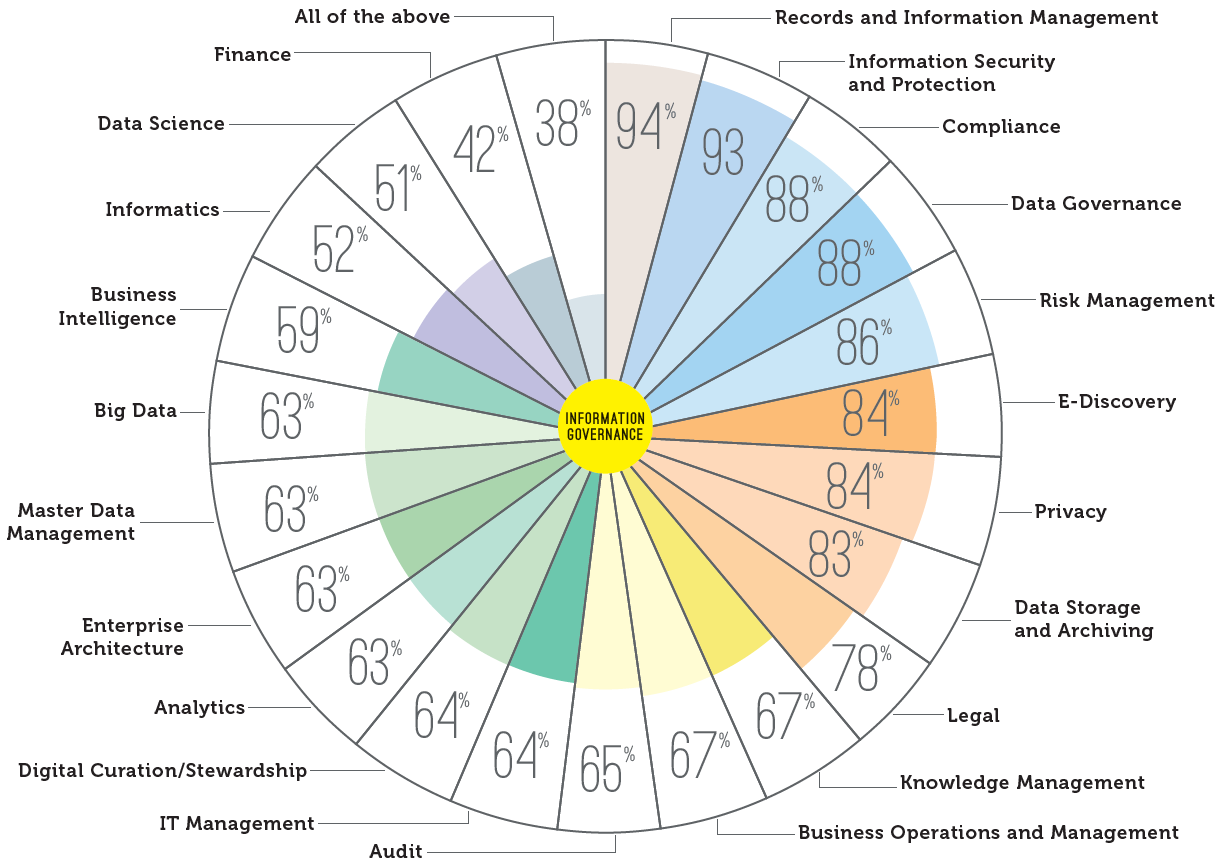 All of the above
38%
Records and Information Management
94%
Information Security
and Protection
93
Compliance
88%
Data Governance
88%
Risk Management
86%
E-Discovery
84%
Privacy
84%
Data Storage
and Archiving
83%
Legal
78%
Knowledge Management
67%
Business Operations and Management
67%
Audit
65%
IT Management
64%
Digital Curation/Stewardship
64%
Analytics
63%
Enterprise
Architecture
63%
Master Data
Management
63%
Big Data
63%
Business
Intelligence
59%
Informatics
52%
Data Science
51%
Finance
42%
INFORMATION
GOVERNANCE